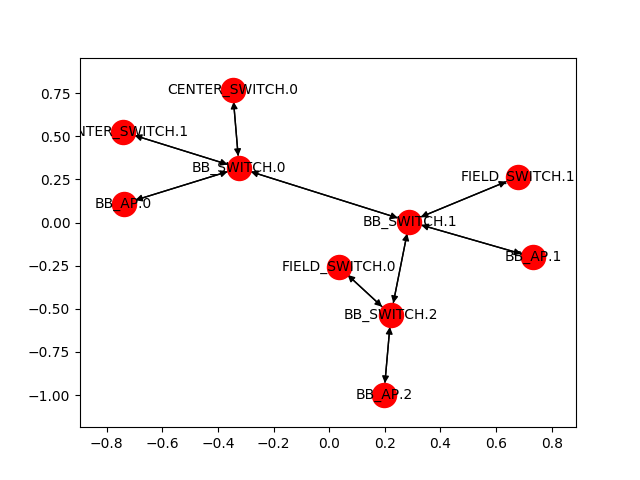 CENTER_SWITCH.0
NTER_SWITCH.1
BB_SWITCH.0
FIELD_SWITCH.1
BB_AP.0
BB_SWITCH.1
BB_AP.1
FIELD_SWITCH.0
BB_SWITCH.2
BB_AP.2
0.75
0.50
0.25
0.00
−0.25
−0.50
−0.75
−1.00
−0.8 −0.6 −0.4 −0.2 0.0 0.2 0.4 0.6 0.8